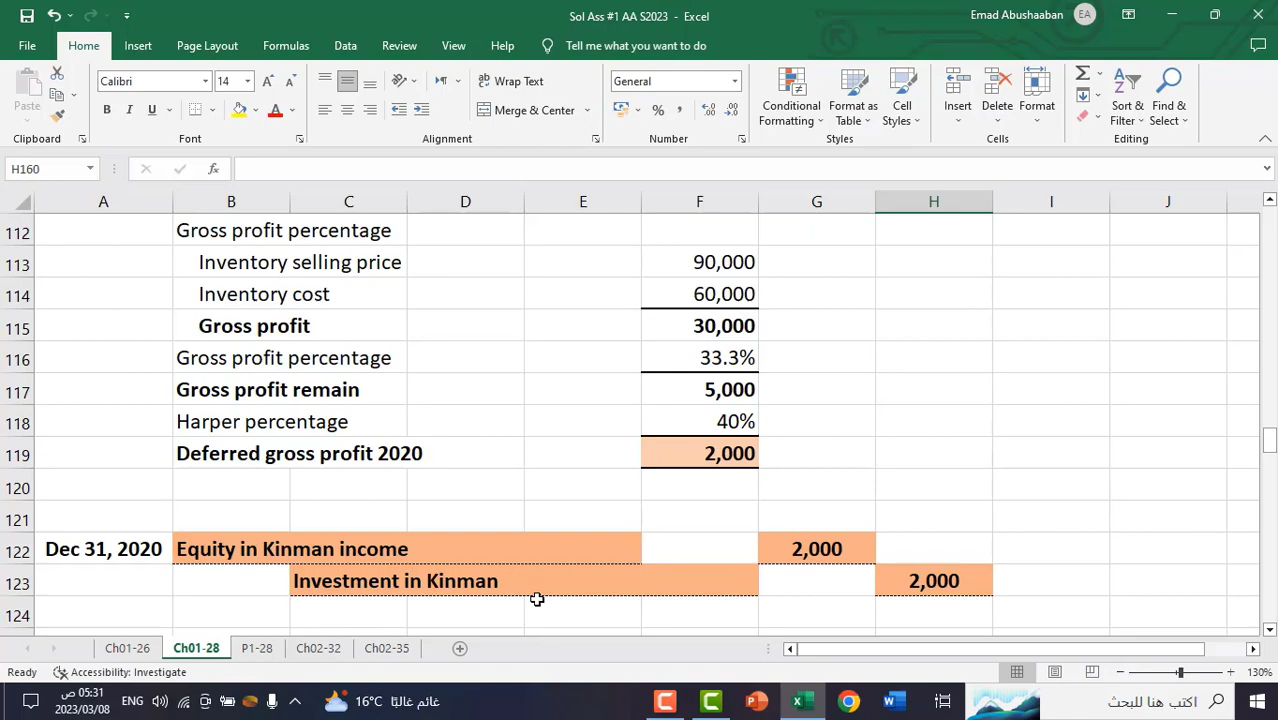 Sol Ass #1 AA S2023 - Excel
Emad Abushaaban
EA
File Home Insert Page Layout Formulas Data Review View Help Tell me what you want to do
Paste
Calibri 14
B I U
A A A
Wrap Text
Merge & Center
General
% , .00
Conditional Formatting
Format as Table
Cell Styles
Insert Delete Format
Sort & Filter
Find & Select
Clipboard Font Alignment Number Styles Cells Editing
H160 fx
A B C D E F G H I J
112 Gross profit percentage
113 Inventory selling price 90,000
114 Inventory cost 60,000
115 Gross profit 30,000
116 Gross profit percentage 33.3%
117 Gross profit remain 5,000
118 Harper percentage 40%
119 Deferred gross profit 2020 2,000
120
121
122 Dec 31, 2020 Equity in Kinman income 2,000
123 Investment in Kinman 2,000
124
Ch01-26 Ch01-28 P1-28 Ch02-32 Ch02-35
Ready Accessibility: Investigate 130%
05:31 ص
2023/03/08
ENG
16°C غائم غالبًا
اكتب هنا للبحث